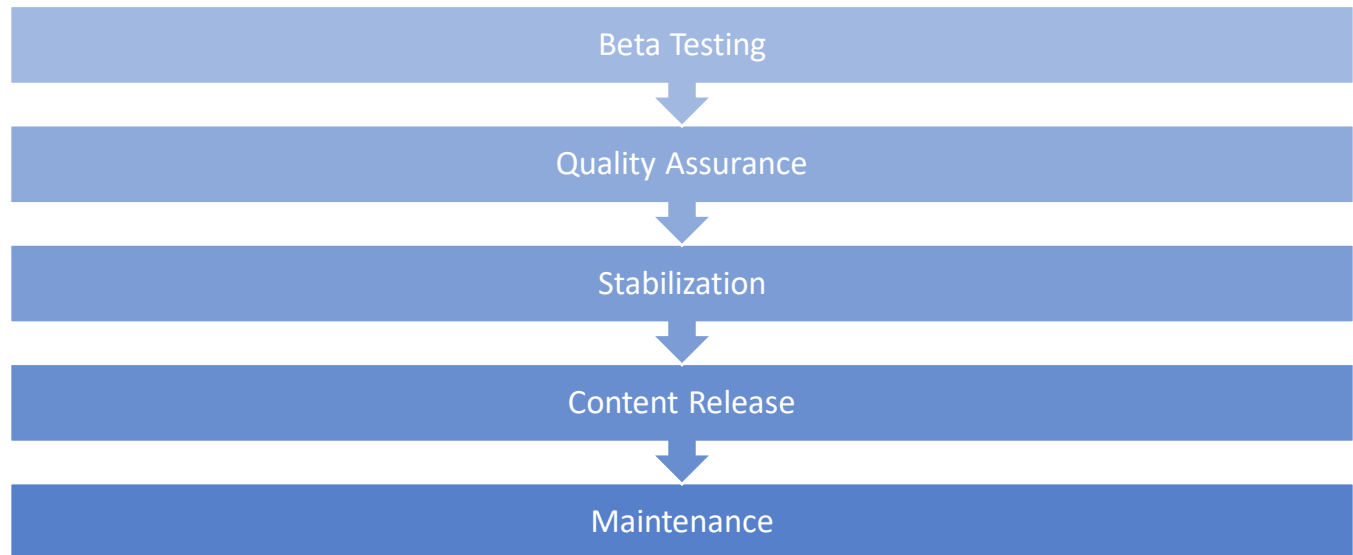 Beta Testing
Quality Assurance
Stabilization
Content Release
Maintenance